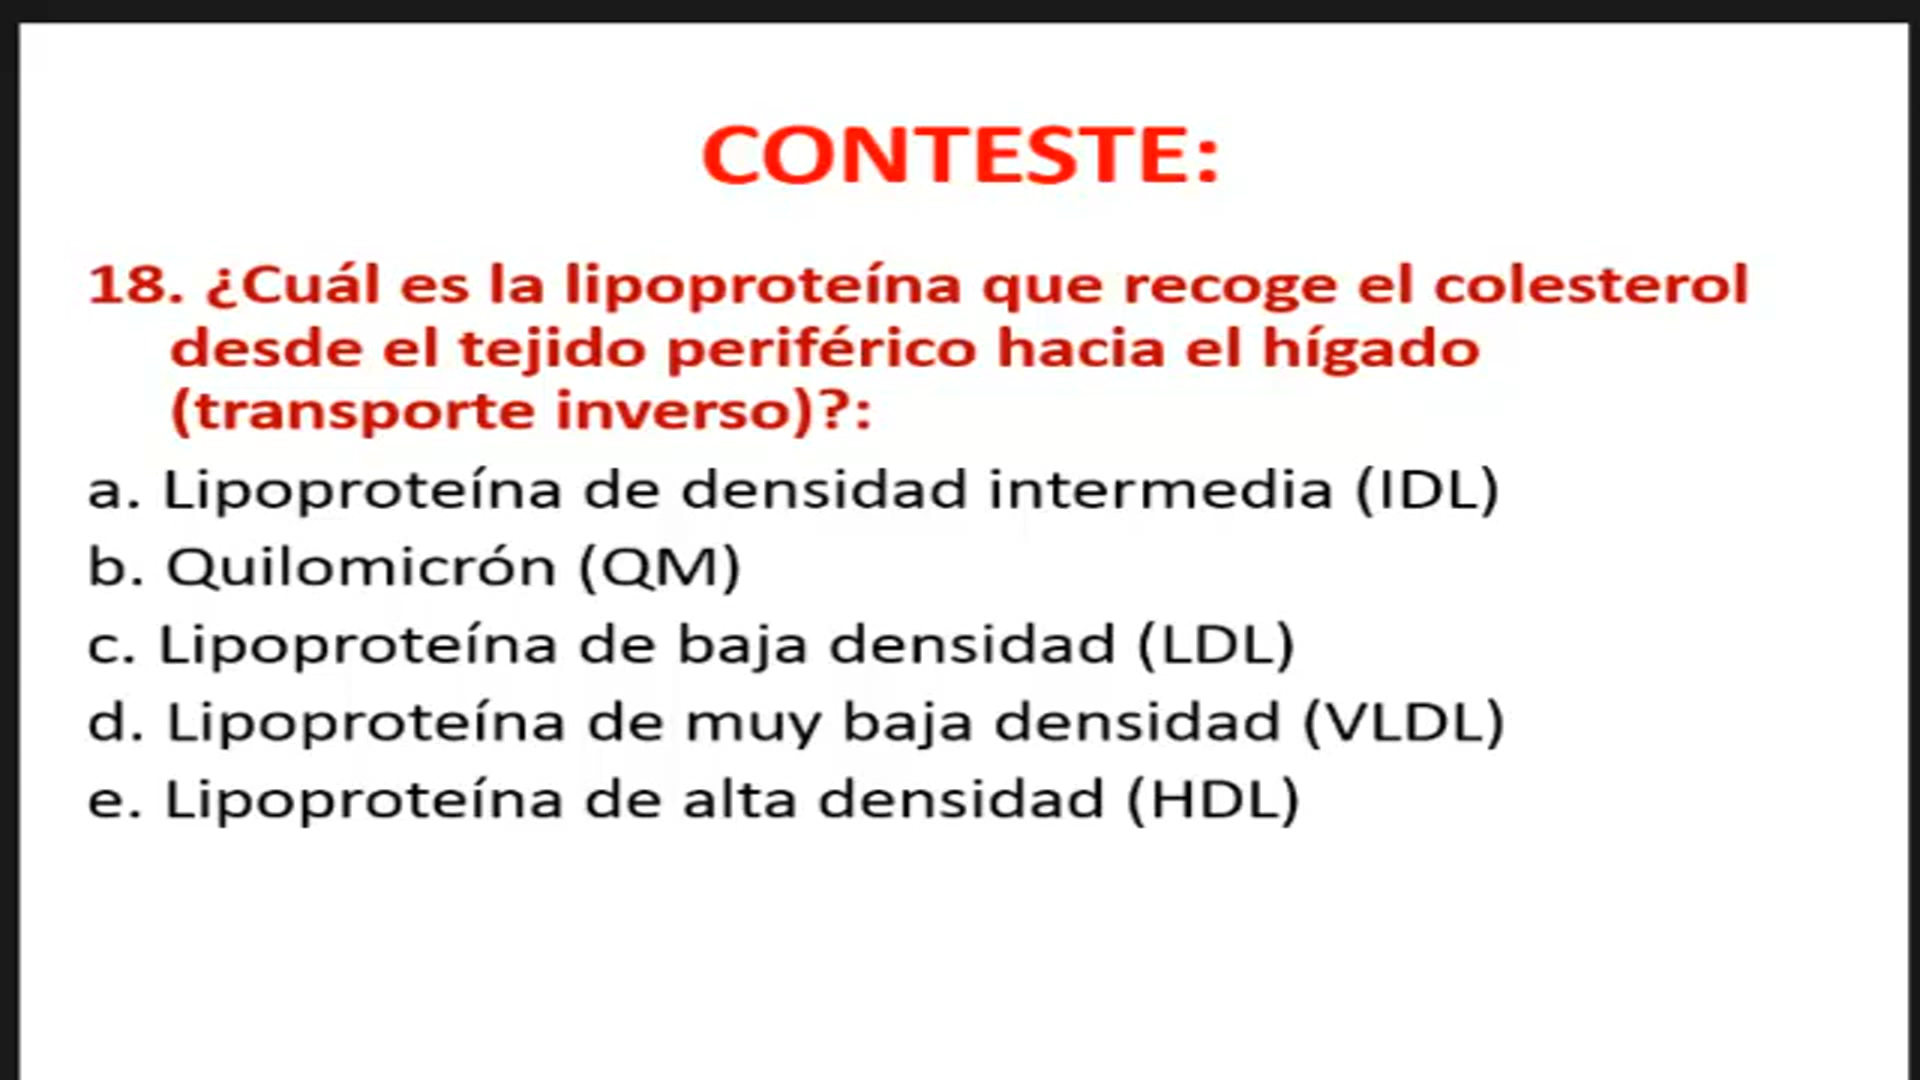 CONTESTE:
18. ¿Cuál es la lipoproteína que recoge el colesterol
desde el tejido periférico hacia el hígado
(transporte inverso)?:
a. Lipoproteína de densidad intermedia (IDL)
b. Quilomicrón (QM)
c. Lipoproteína de baja densidad (LDL)
d. Lipoproteína de muy baja densidad (VLDL)
e. Lipoproteína de alta densidad (HDL)